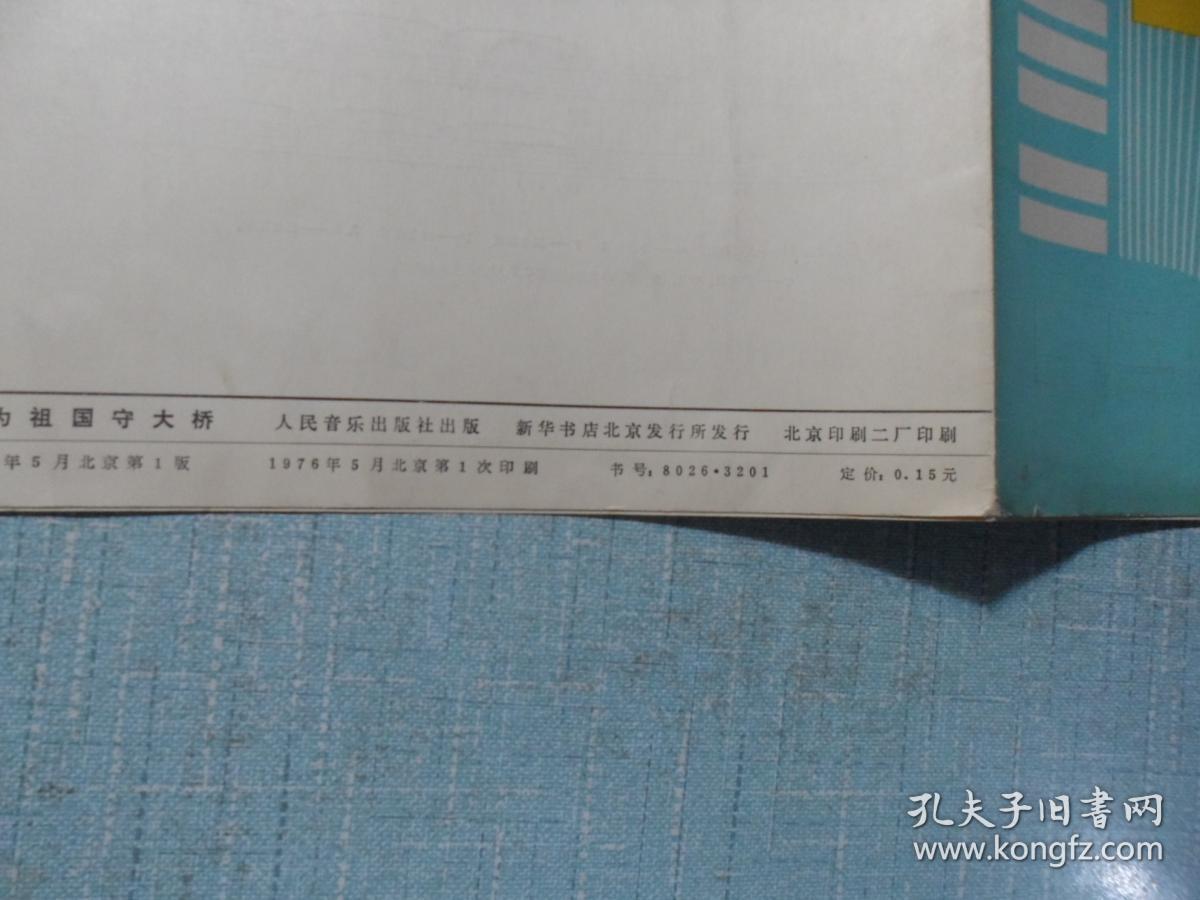 为祖国守大桥 人民音乐出版社出版 新华书店北京发行所发行 北京印刷二厂印刷
年5月北京第1版 1976年5月北京第1次印刷 书号：8026·3201 定价：0.15元
孔夫子旧书网
www.kongfz.com